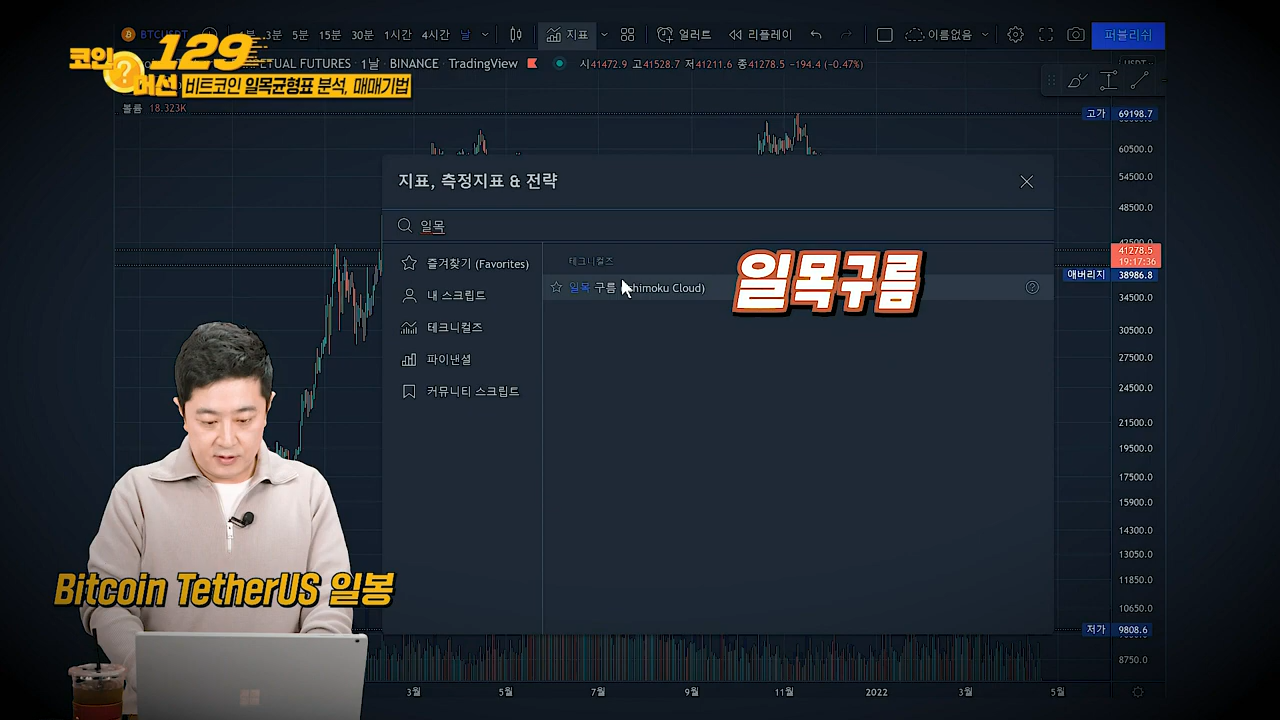 코인 129
머선
비트코인 일목균형표 분석, 매매기법
BTCUSDT 3분 5분 15분 30분 1시간 4시간 날 지표 얼러트 리플레이 이름없음 퍼블리쉬
PETUAL FUTURES · 1날 · BINANCE · TradingView 시41472.9 고41528.7 저41211.6 종41278.5 −194.4 (−0.47%)
볼륨 18.323K
고가 69198.7
60500.0
54500.0
48500.0
42500.0
41278.5
19:17:36
애버리지 38986.8
34500.0
30500.0
27500.0
24500.0
21500.0
19500.0
17500.0
15900.0
14300.0
13050.0
11850.0
10650.0
저가 9808.6
8750.0
지표, 측정지표 & 전략
일목
즐겨찾기 (Favorites)
내 스크립트
테크니컬즈
파이낸셜
커뮤니티 스크립트
테크니컬즈
일목 구름 himoku Cloud)
일목구름
Bitcoin TetherUS 일봉
3월 5월 7월 9월 11월 2022 3월 5월